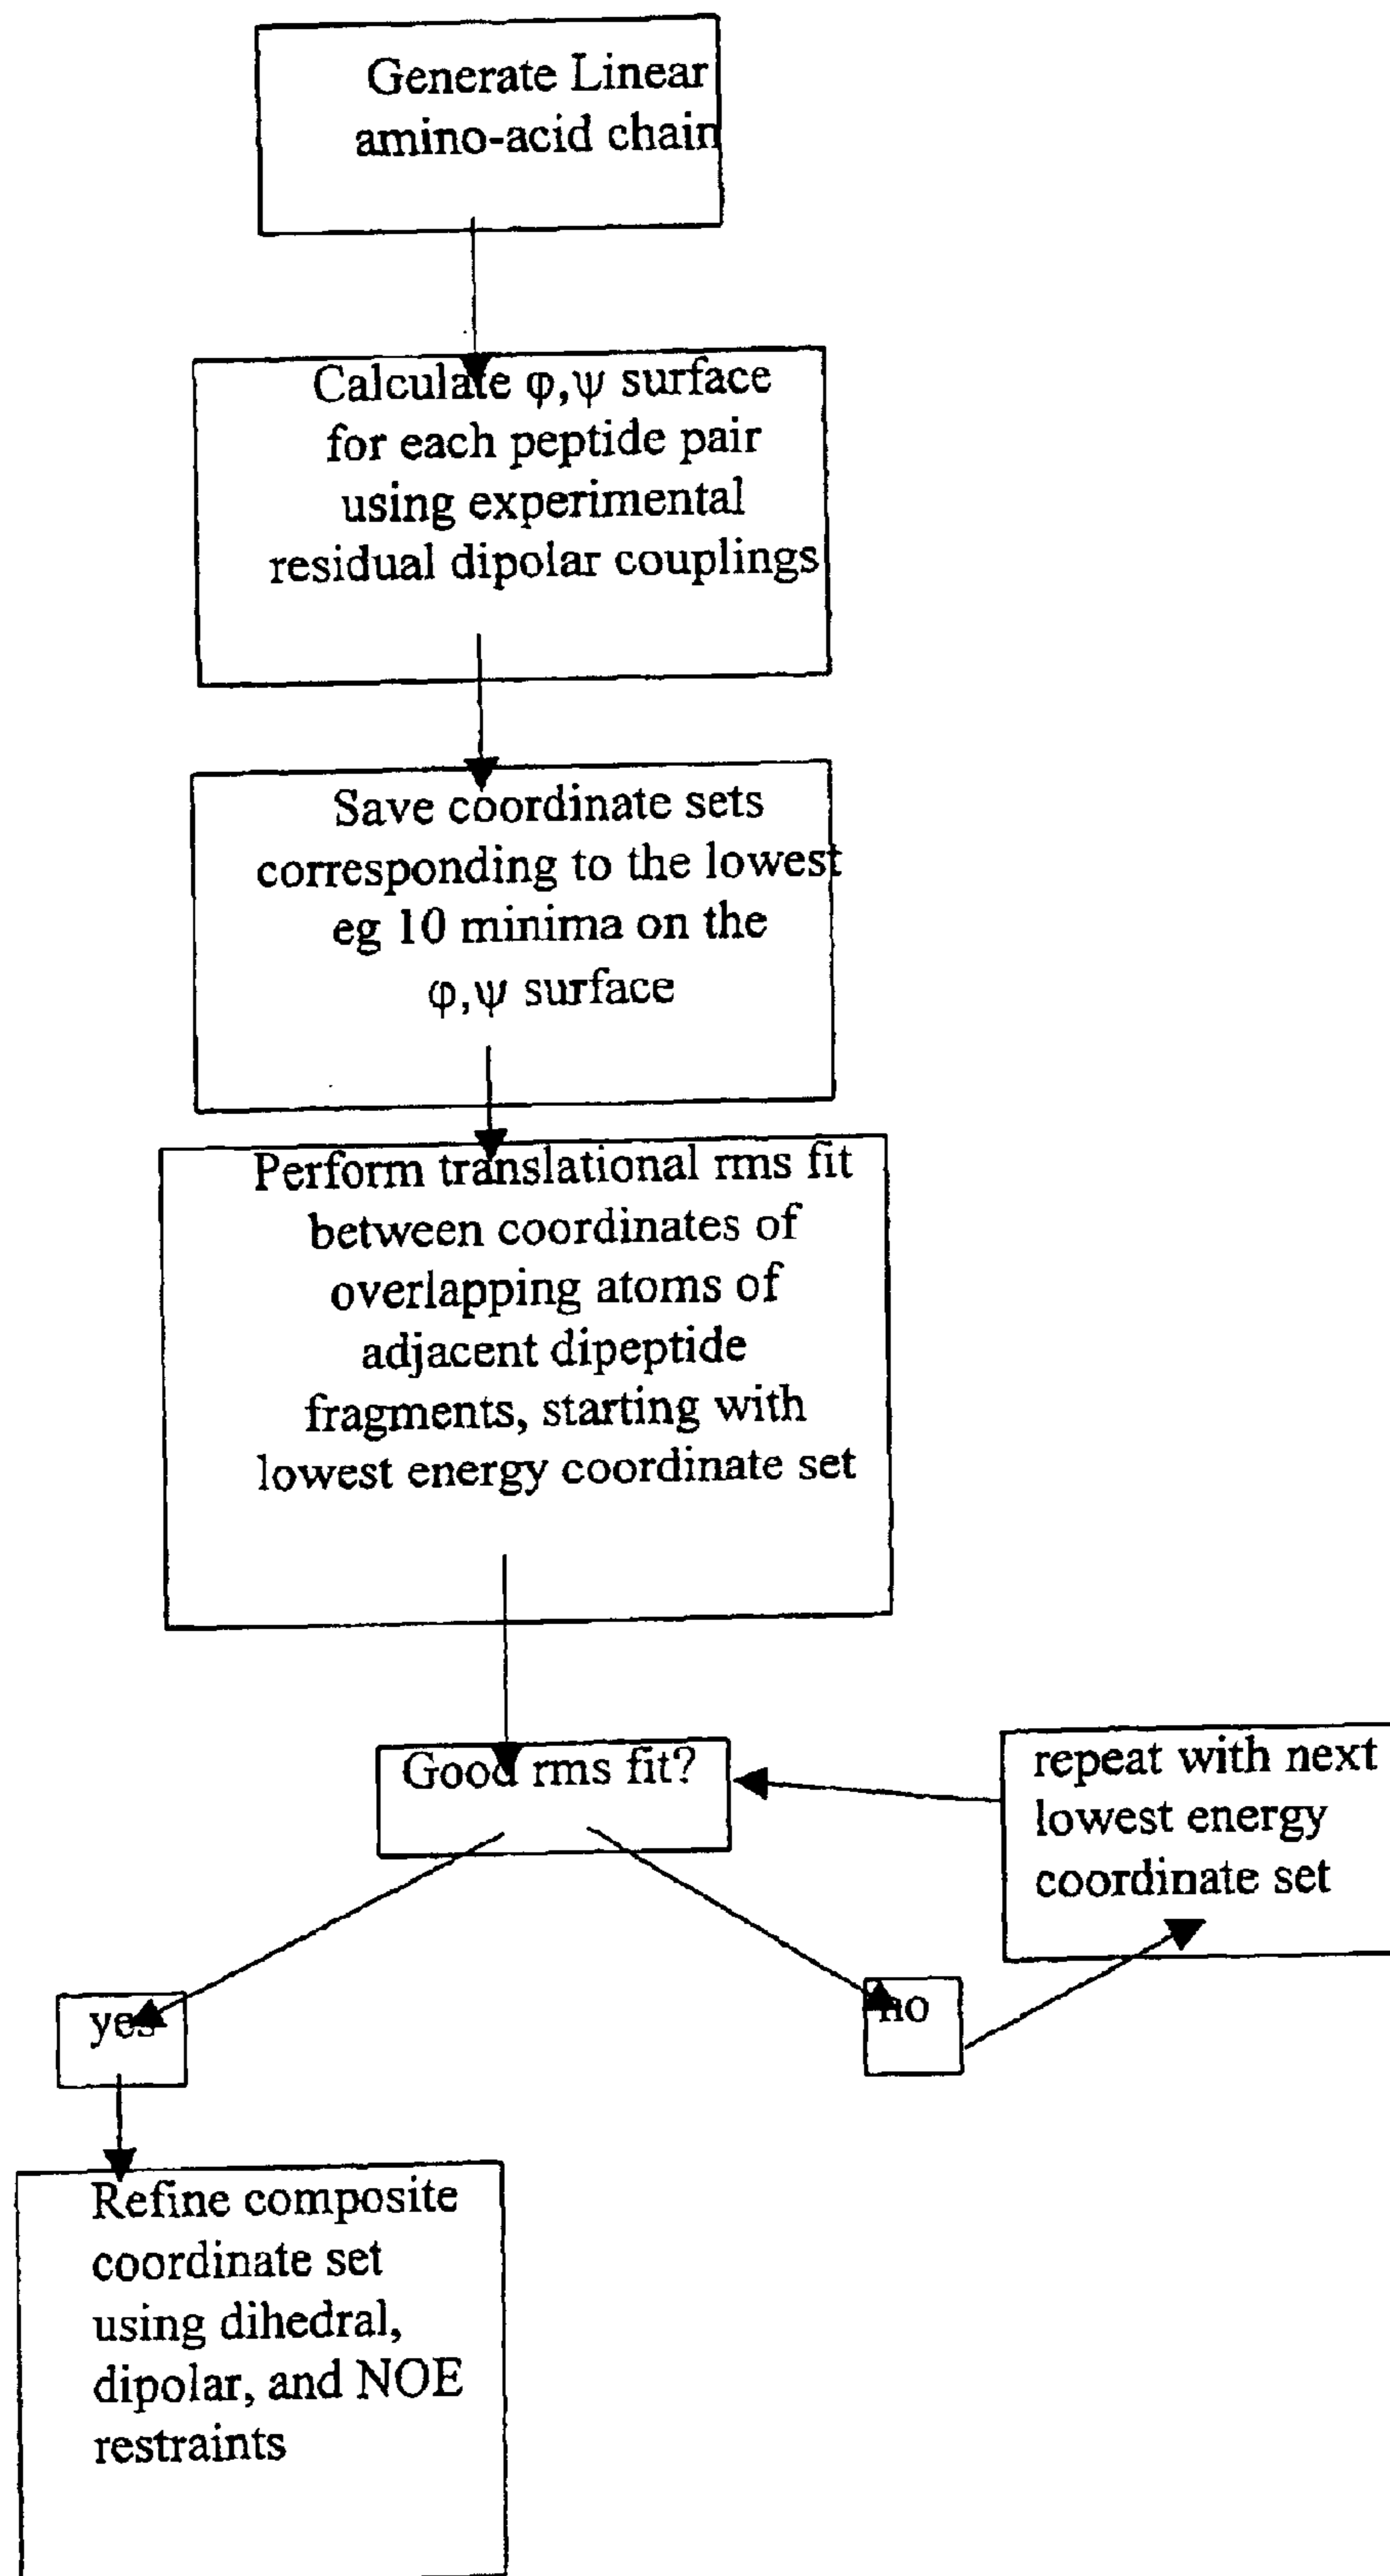 Generate Linear
amino-acid chain
Calculate φ,ψ surface
for each peptide pair
using experimental
residual dipolar couplings
Save coordinate sets
corresponding to the lowest
eg 10 minima on the
φ,ψ surface
Perform translational rms fit
between coordinates of
overlapping atoms of
adjacent dipeptide
fragments, starting with
lowest energy coordinate set
Good rms fit?
repeat with next
lowest energy
coordinate set
yes
no
Refine composite
coordinate set
using dihedral,
dipolar, and NOE
restraints